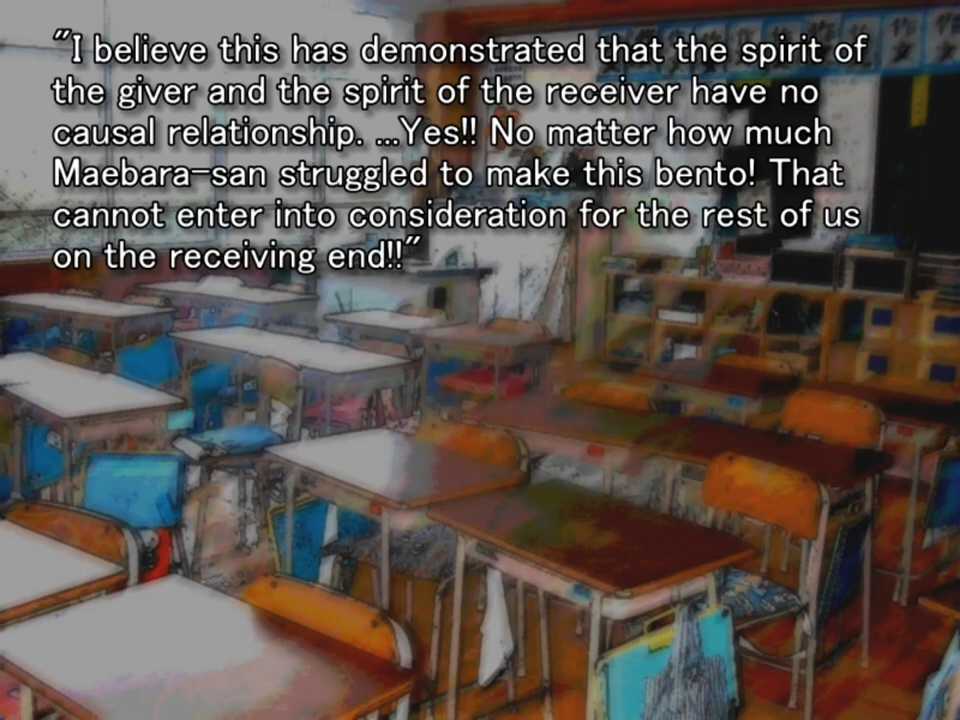 "I believe this has demonstrated that the spirit of
the giver and the spirit of the receiver have no
causal relationship. ...Yes!! No matter how much
Maebara-san struggled to make this bento! That
cannot enter into consideration for the rest of us
on the receiving end!!"